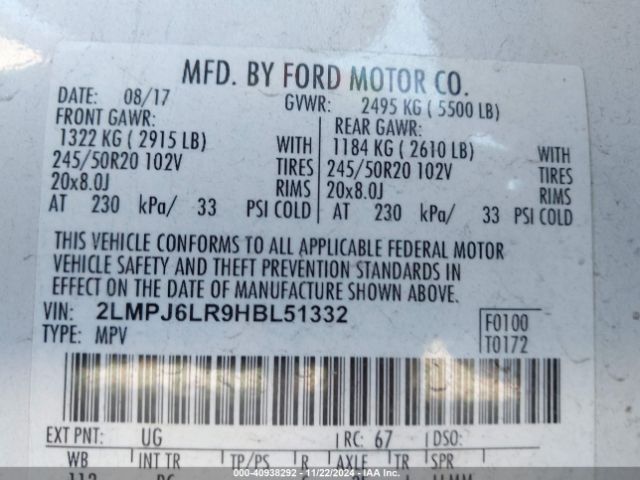 MFD. BY FORD MOTOR CO.
DATE: 08/17 GVWR: 2495 KG ( 5500 LB)
FRONT GAWR: REAR GAWR:
1322 KG ( 2915 LB) WITH 1184 KG ( 2610 LB) WITH
245/50R20 102V TIRES 245/50R20 102V TIRES
20x8.0J RIMS 20x8.0J RIMS
AT 230 kPa/ 33 PSI COLD AT 230 kPa/ 33 PSI COLD
THIS VEHICLE CONFORMS TO ALL APPLICABLE FEDERAL MOTOR
VEHICLE SAFETY AND THEFT PREVENTION STANDARDS IN
EFFECT ON THE DATE OF MANUFACTURE SHOWN ABOVE.
VIN: 2LMPJ6LR9HBL51332 F0100
TYPE: MPV T0172
EXT PNT: UG RC: 67 DSO:
WB INT TR TP/PS R AXLE TR SPR
000-40938292 - 11/22/2024 - IAAI.com